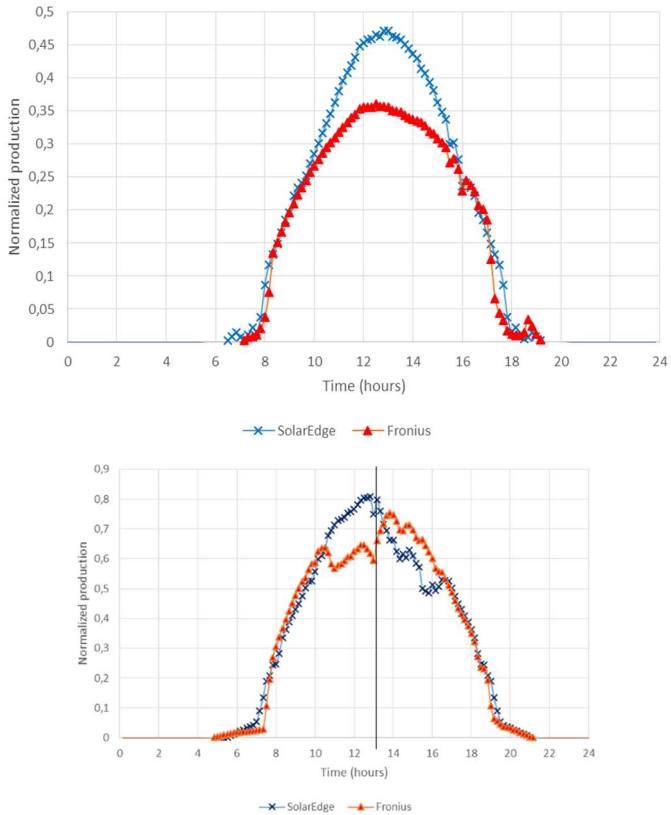 0,5
0,45
0,4
0,35
0,3
0,25
0,2
0,15
0,1
0,05
0
Normalized production
0 2 4 6 8 10 12 14 16 18 20 22 24
Time (hours)
SolarEdge Fronius
0,9
0,8
0,7
0,6
0,5
0,4
0,3
0,2
0,1
0
Normalized production
0 2 4 6 8 10 12 14 16 18 20 22 24
Time (hours)
SolarEdge Fronius